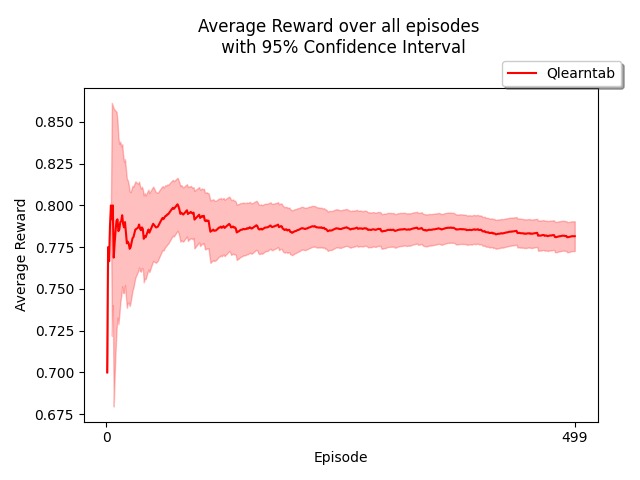 Average Reward over all episodes
with 95% Confidence Interval
Qlearntab
0.850
0.825
0.800
0.775
0.750
0.725
0.700
0.675
Average Reward
0 499
Episode